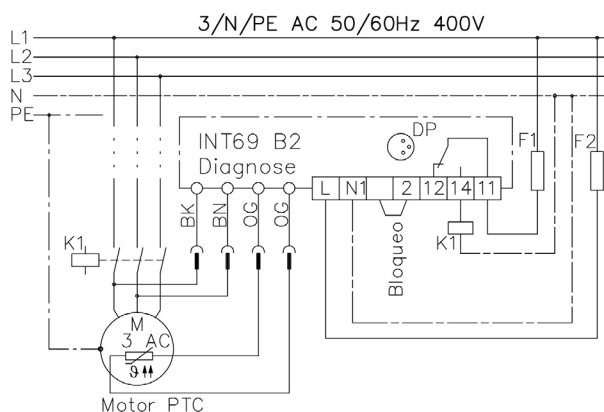 3/N/PE AC 50/60Hz 400V
L1
L2
L3
N
PE
INT69 B2
Diagnose
DP
F1
F2
L N1 2 12 14 11
BK
BN
OG
OG
Bloqueo
K1
K1
M
3 AC
ϑ
Motor PTC